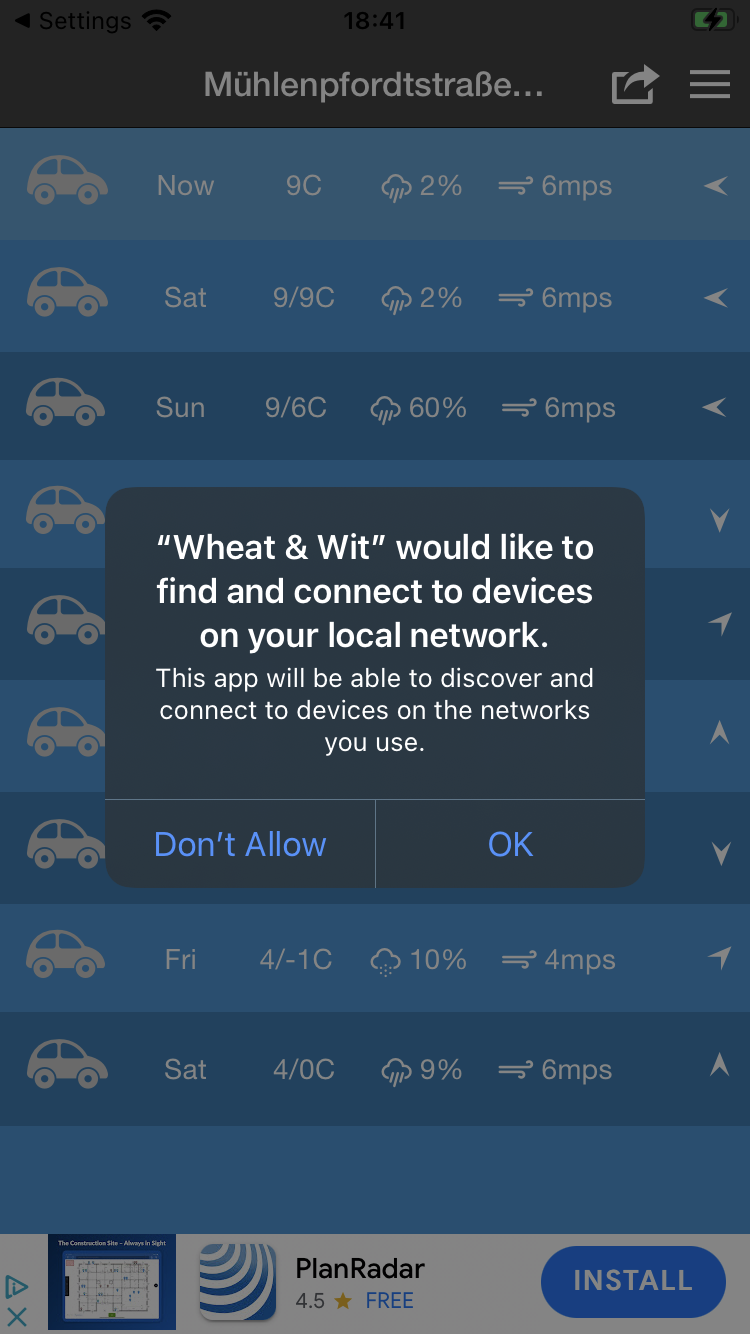 Settings
18:41
Mühlenpfordtstraße...
Now 9C 2% 6mps
Sat 9/9C 2% 6mps
Sun 9/6C 60% 6mps
“Wheat & Wit” would like to
find and connect to devices
on your local network.
This app will be able to discover and
connect to devices on the networks
you use.
Don’t Allow OK
Fri 4/-1C 10% 4mps
Sat 4/0C 9% 6mps
The Construction Site – Always In Sight
PlanRadar
4.5 FREE
INSTALL